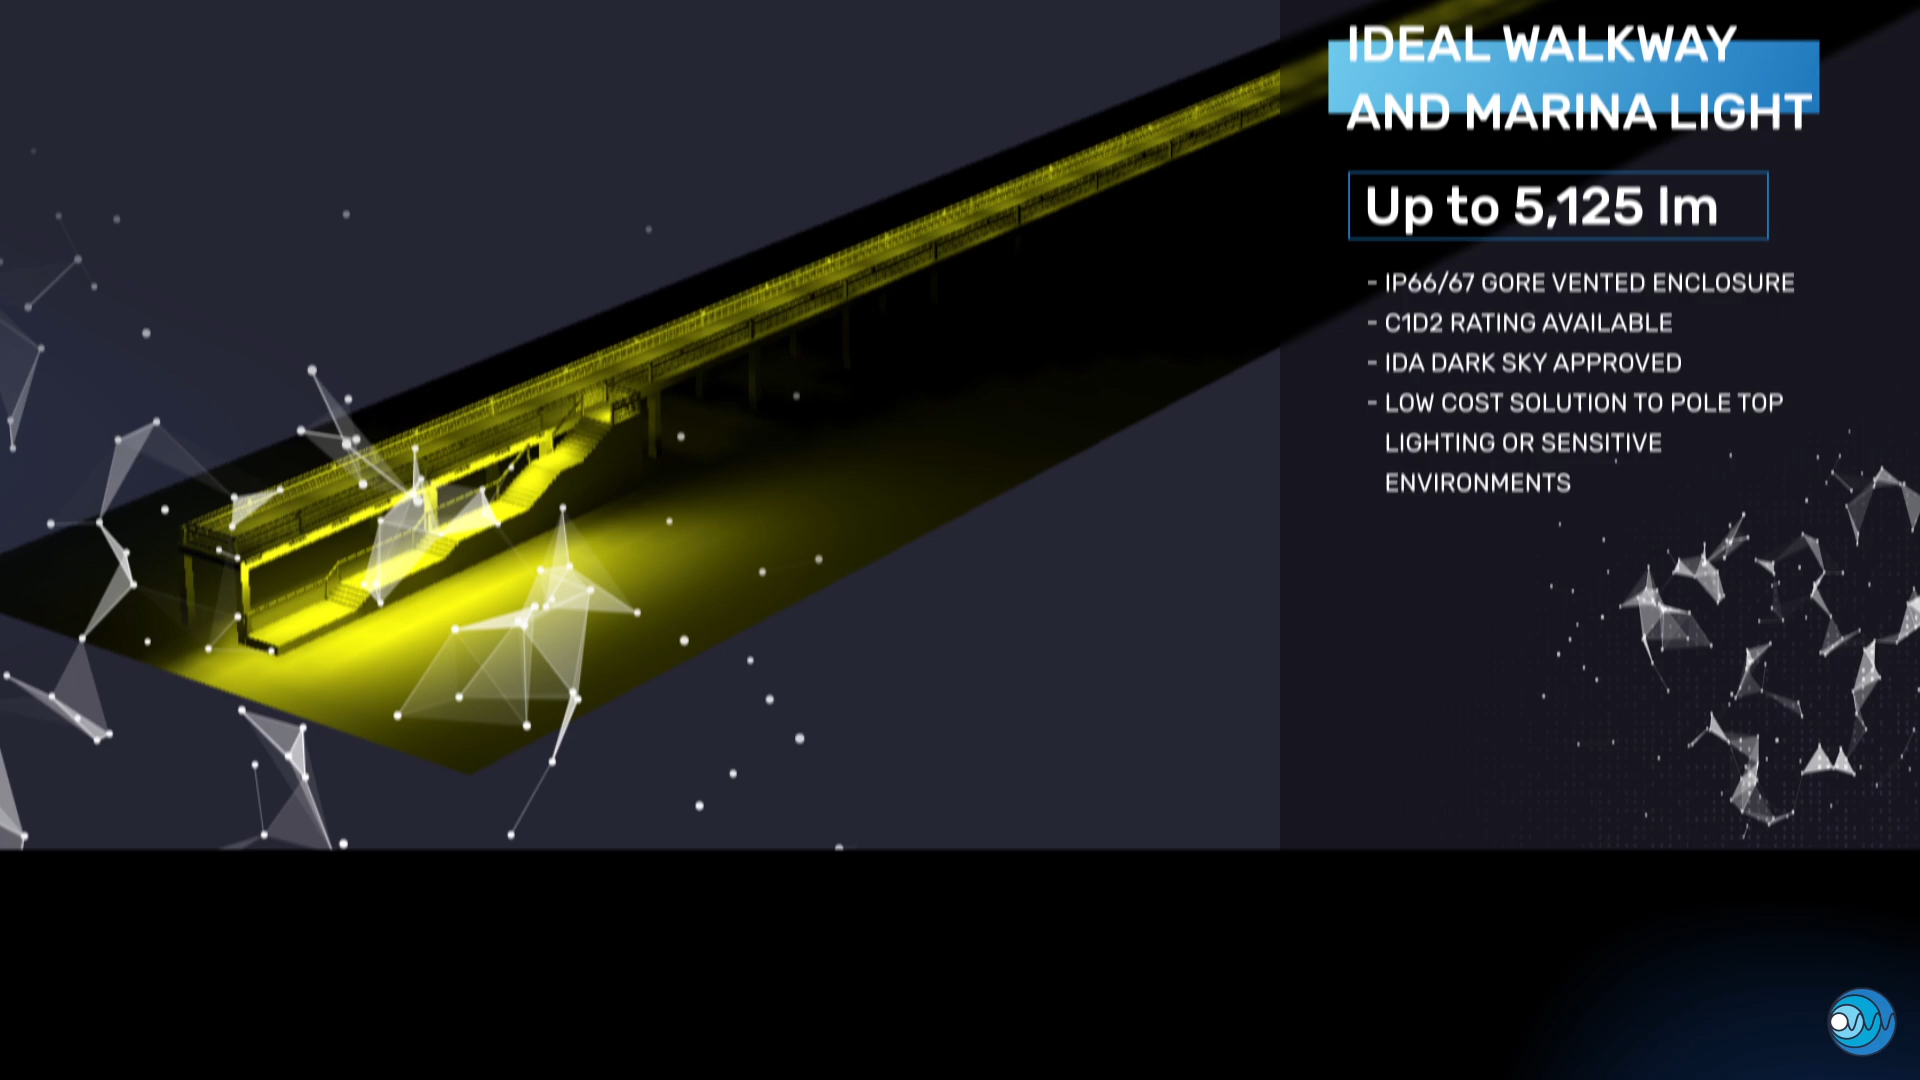 IDEAL WALKWAY
AND MARINA LIGHT
Up to 5,125 lm
- IP66/67 GORE VENTED ENCLOSURE
- C1D2 RATING AVAILABLE
- IDA DARK SKY APPROVED
- LOW COST SOLUTION TO POLE TOP
LIGHTING OR SENSITIVE
ENVIRONMENTS